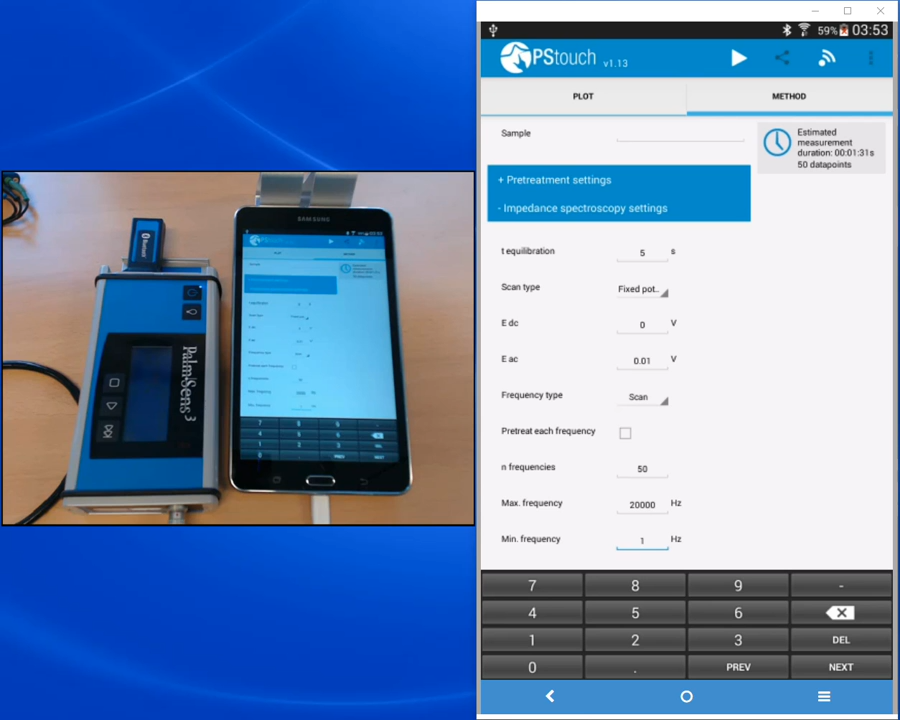 59% 03:53
PStouch v1.13
PLOT METHOD
Sample
Estimated
measurement
duration: 00:01:31s
50 datapoints
+ Pretreatment settings
- Impedance spectroscopy settings
t equilibration 5 s
Scan type Fixed pot..
E dc 0 V
E ac 0.01 V
Frequency type Scan
Pretreat each frequency
n frequencies 50
Max. frequency 20000 Hz
Min. frequency 1 Hz
7 8 9 -
4 5 6
1 2 3 DEL
0 . PREV NEXT
SAMSUNG
Bluetooth
PalmSens3